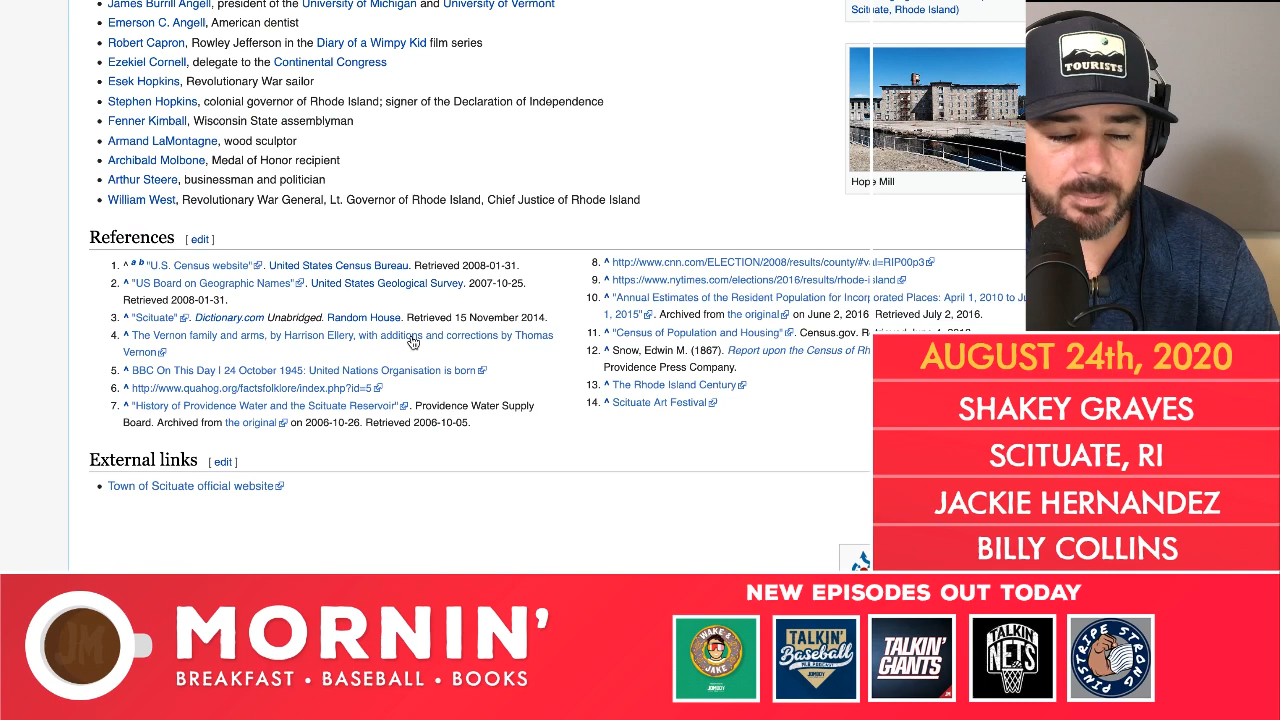 James Burrill Angell, president of the University of Michigan and University of Vermont
Emerson C. Angell, American dentist
Robert Capron, Rowley Jefferson in the Diary of a Wimpy Kid film series
Ezekiel Cornell, delegate to the Continental Congress
Esek Hopkins, Revolutionary War sailor
Stephen Hopkins, colonial governor of Rhode Island; signer of the Declaration of Independence
Fenner Kimball, Wisconsin State assemblyman
Armand LaMontagne, wood sculptor
Archibald Molbone, Medal of Honor recipient
Arthur Steere, businessman and politician
William West, Revolutionary War General, Lt. Governor of Rhode Island, Chief Justice of Rhode Island
Scituate, Rhode Island)
Hope Mill
TOURISTS
References [ edit ]
1. ^ a b "U.S. Census website". United States Census Bureau. Retrieved 2008-01-31.
2. ^ "US Board on Geographic Names". United States Geological Survey. 2007-10-25.
Retrieved 2008-01-31.
3. ^ "Scituate". Dictionary.com Unabridged. Random House. Retrieved 15 November 2014.
4. ^ The Vernon family and arms, by Harrison Ellery, with additions and corrections by Thomas
Vernon
5. ^ BBC On This Day | 24 October 1945: United Nations Organisation is born
6. ^ http://www.quahog.org/factsfolklore/index.php?id=5
7. ^ "History of Providence Water and the Scituate Reservoir". Providence Water Supply
Board. Archived from the original on 2006-10-26. Retrieved 2006-10-05.
8. ^ http://www.cnn.com/ELECTION/2008/results/county/#val=RIP00p3
9. ^ https://www.nytimes.com/elections/2016/results/rhode-island
10. ^ "Annual Estimates of the Resident Population for Incorporated Places: April 1, 2010 to Ju
1, 2015". Archived from the original on June 2, 2016 Retrieved July 2, 2016.
11. ^ "Census of Population and Housing". Census.gov. R
12. ^ Snow, Edwin M. (1867). Report upon the Census of Rh
Providence Press Company.
13. ^ The Rhode Island Century
14. ^ Scituate Art Festival
External links [ edit ]
Town of Scituate official website
AUGUST 24th, 2020
SHAKEY GRAVES
SCITUATE, RI
JACKIE HERNANDEZ
BILLY COLLINS
JM
MORNIN'
BREAKFAST • BASEBALL • BOOKS
NEW EPISODES OUT TODAY
WAKE & JAKE
JOMBOY
TALKIN' Baseball
MLB PODCAST
JOMBOY
TALKIN' GIANTS
JM
TALKIN NETS
PINSTRIPE STRONG